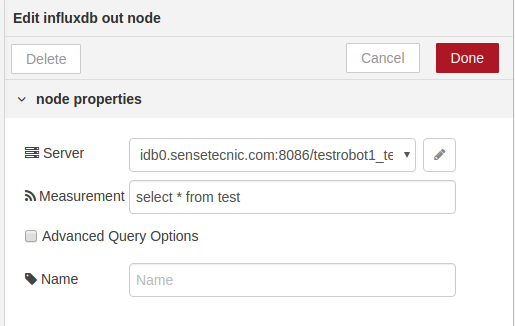 Edit influxdb out node
Delete
Cancel
Done
node properties
Server
idb0.sensetecnic.com:8086/testrobot1_te
Measurement
select * from test
Advanced Query Options
Name
Name